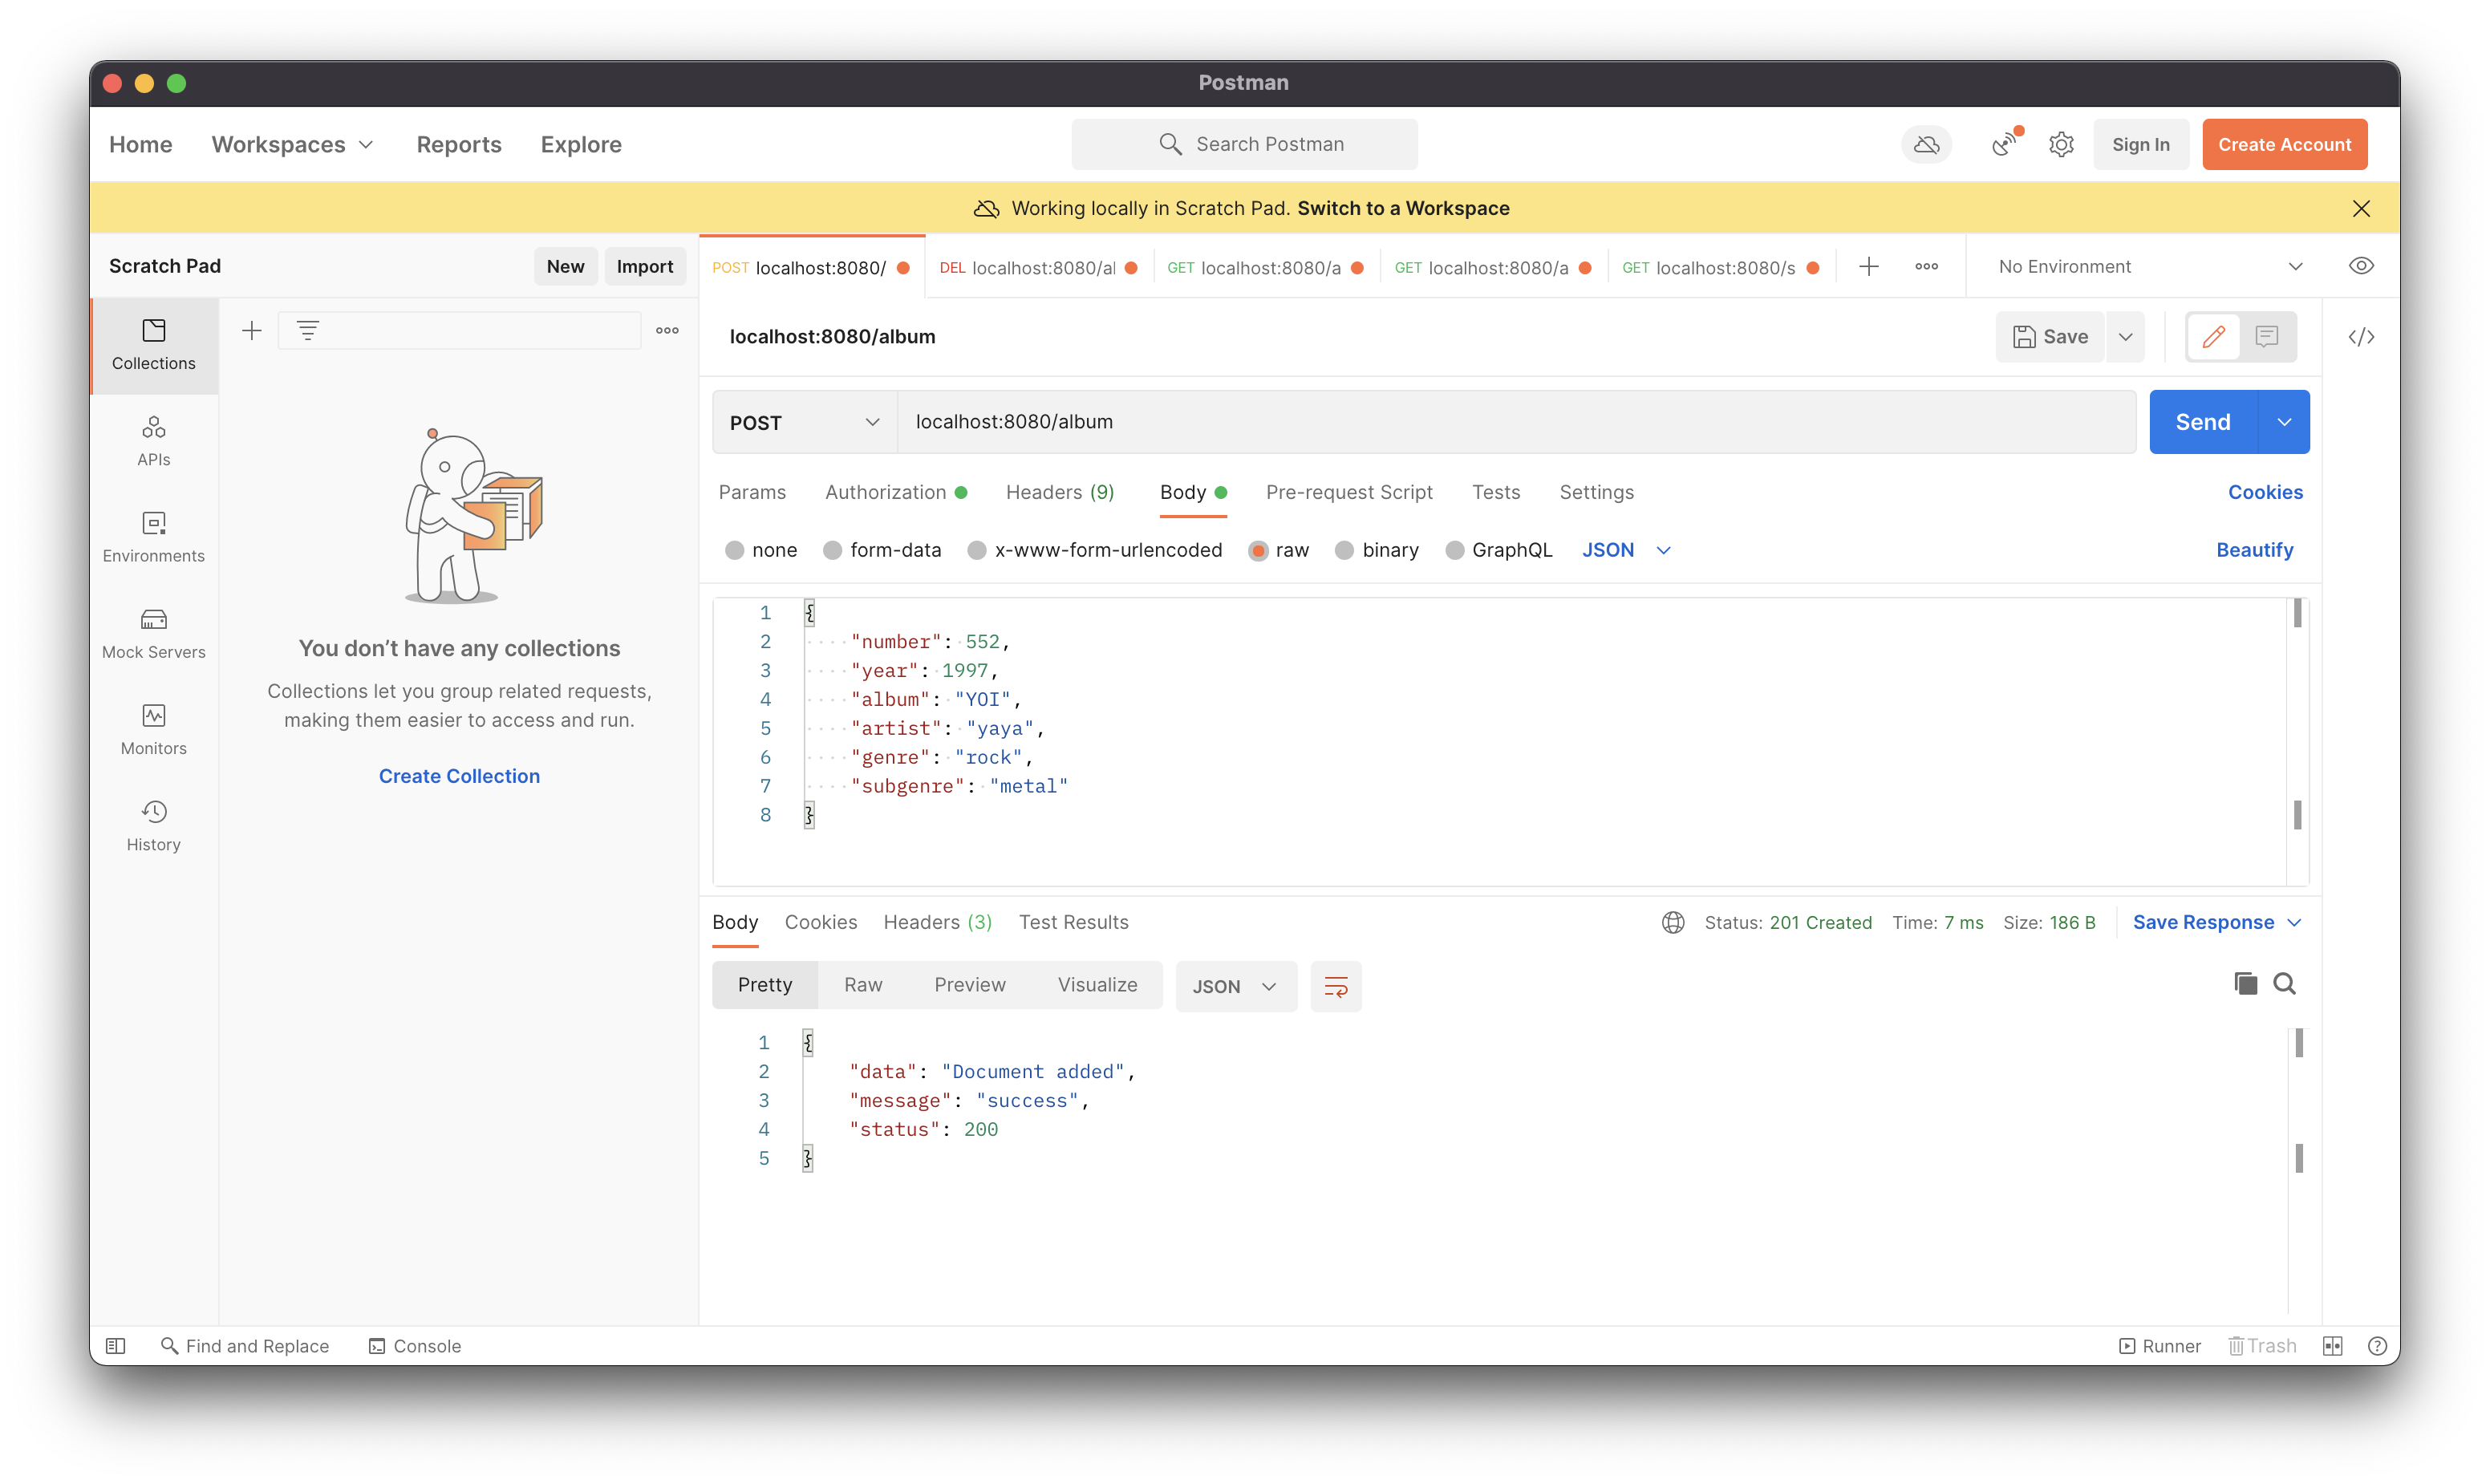 Postman
Home Workspaces Reports Explore Search Postman Sign In Create Account
Working locally in Scratch Pad. Switch to a Workspace
Scratch Pad New Import
POST localhost:8080/ DEL localhost:8080/al GET localhost:8080/a GET localhost:8080/a GET localhost:8080/s No Environment
Collections
APIs
Environments
Mock Servers
Monitors
History
You don’t have any collections
Collections let you group related requests,
making them easier to access and run.
Create Collection
localhost:8080/album Save </>
POST localhost:8080/album Send
Params Authorization Headers (9) Body Pre-request Script Tests Settings Cookies
none form-data x-www-form-urlencoded raw binary GraphQL JSON Beautify
1 {
2 "number": 552,
3 "year": 1997,
4 "album": "YOI",
5 "artist": "yaya",
6 "genre": "rock",
7 "subgenre": "metal"
8 }
Body Cookies Headers (3) Test Results Status: 201 Created Time: 7 ms Size: 186 B Save Response
Pretty Raw Preview Visualize JSON
1 {
2 "data": "Document added",
3 "message": "success",
4 "status": 200
5 }
Find and Replace Console Runner Trash